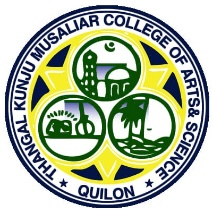 THANGAL KUNJU MUSALIAR COLLEGE OF ARTS & SCIENCE
QUILON